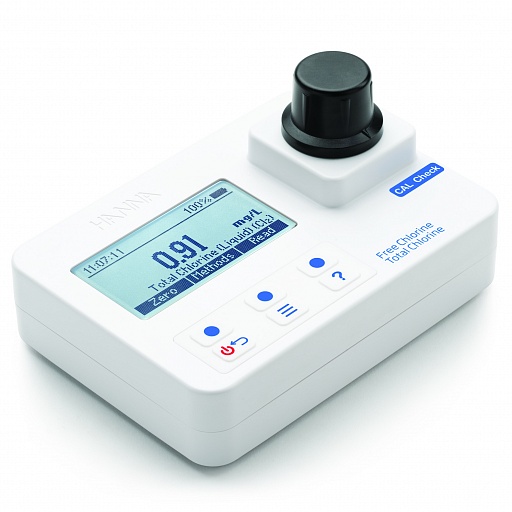 HANNA
11:07:11
100%
0.91 mg/L
Total Chlorine (Liquid) (Cl₂)
Zero Methods Read
CAL Check
Free Chlorine
Total Chlorine
?